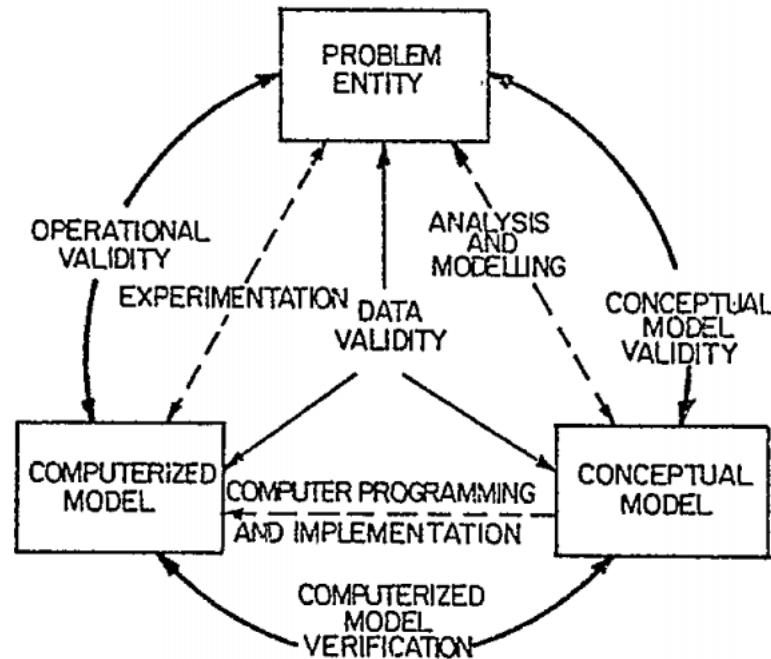 PROBLEM
ENTITY
OPERATIONAL
VALIDITY
EXPERIMENTATION
ANALYSIS
AND
MODELLING
DATA
VALIDITY
CONCEPTUAL
MODEL
VALIDITY
COMPUTERIZED
MODEL
COMPUTER PROGRAMMING
AND IMPLEMENTATION
CONCEPTUAL
MODEL
COMPUTERIZED
MODEL
VERIFICATION